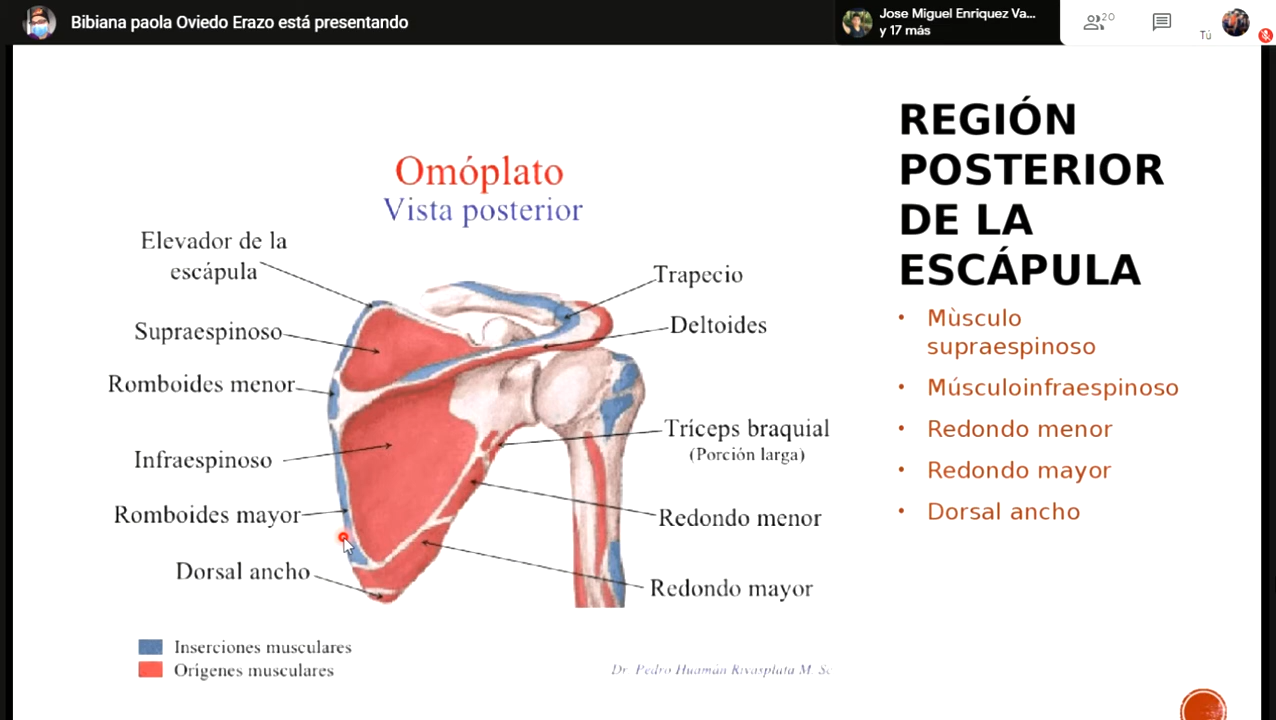 Bibiana paola Oviedo Erazo está presentando
Jose Miguel Enriquez Va...
y 17 más
20
Tú
Omóplato
Vista posterior
Elevador de la
escápula
Supraespinoso
Romboides menor
Infraespinoso
Romboides mayor
Dorsal ancho
Trapecio
Deltoides
Tríceps braquial
(Porción larga)
Redondo menor
Redondo mayor
Inserciones musculares
Orígenes musculares
Dr. Pedro Huamán Rivasplata M. Sc
REGIÓN
POSTERIOR
DE LA
ESCÁPULA
• Mùsculo
supraespinoso
• Músculoinfraespinoso
• Redondo menor
• Redondo mayor
• Dorsal ancho